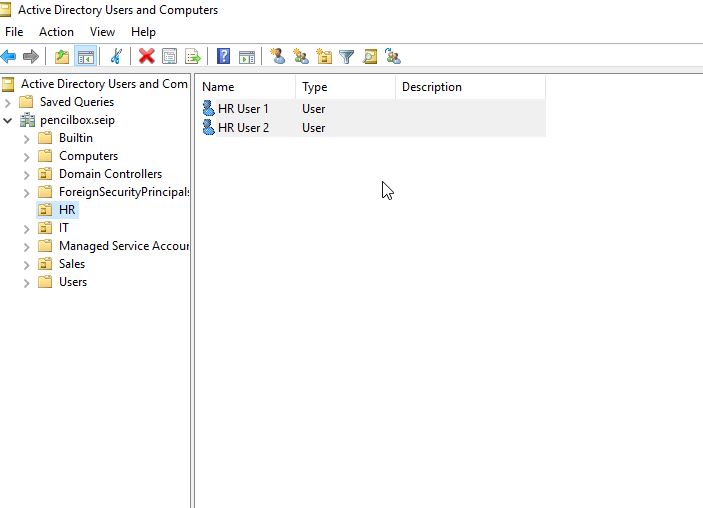 Active Directory Users and Computers
File Action View Help
Active Directory Users and Com
Saved Queries
pencilbox.seip
Builtin
Computers
Domain Controllers
ForeignSecurityPrincipals
HR
IT
Managed Service Accour
Sales
Users
Name Type Description
HR User 1 User
HR User 2 User